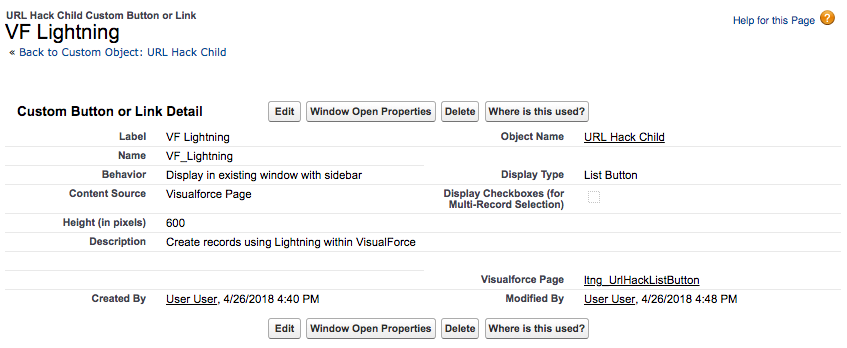 URL Hack Child Custom Button or Link
VF Lightning
Help for this Page ?
« Back to Custom Object: URL Hack Child
Custom Button or Link Detail Edit Window Open Properties Delete Where is this used?
Label VF Lightning Object Name URL Hack Child
Name VF_Lightning
Behavior Display in existing window with sidebar Display Type List Button
Content Source Visualforce Page Display Checkboxes (for
Multi-Record Selection)
Height (in pixels) 600
Description Create records using Lightning within VisualForce
Visualforce Page ltng_UrlHackListButton
Created By User User, 4/26/2018 4:40 PM Modified By User User, 4/26/2018 4:48 PM
Edit Window Open Properties Delete Where is this used?